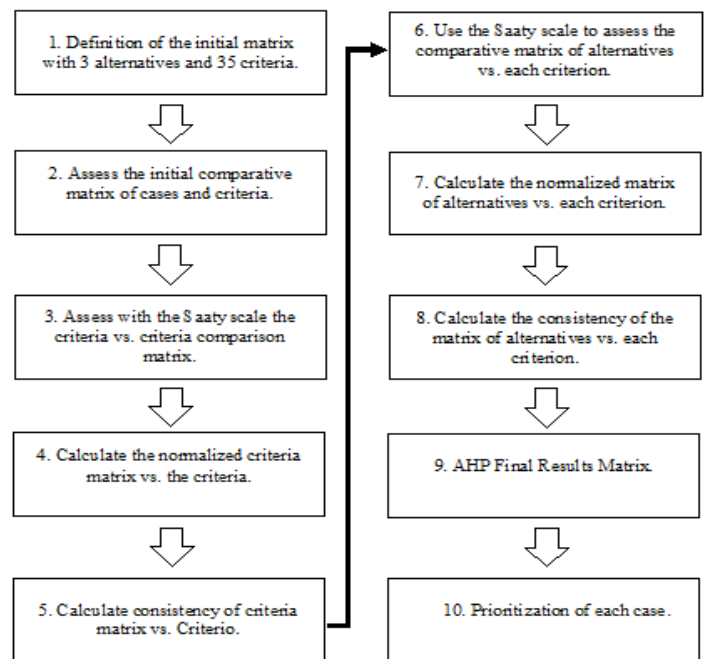 1. Definition of the initial matrix
with 3 alternatives and 35 criteria.
2. Assess the initial comparative
matrix of cases and criteria.
3. Assess with the Saaty scale the
criteria vs. criteria comparison
matrix.
4. Calculate the normalized criteria
matrix vs. the criteria.
5. Calculate consistency of criteria
matrix vs. Criterio.
6. Use the Saaty scale to assess the
comparative matrix of alternatives
vs. each criterion.
7. Calculate the normalized matrix
of alternatives vs. each criterion.
8. Calculate the consistency of the
matrix of alternatives vs. each
criterion.
9. AHP Final Results Matrix.
10. Prioritization of each case.